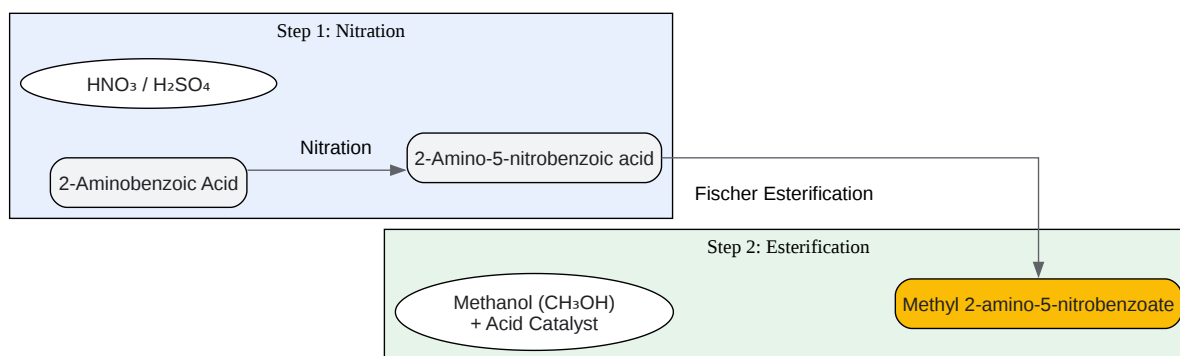 Step 1: Nitration
HNO₃ / H₂SO₄
Nitration
2-Aminobenzoic Acid
2-Amino-5-nitrobenzoic acid
Fischer Esterification
Step 2: Esterification
Methanol (CH₃OH)
+ Acid Catalyst
Methyl 2-amino-5-nitrobenzoate